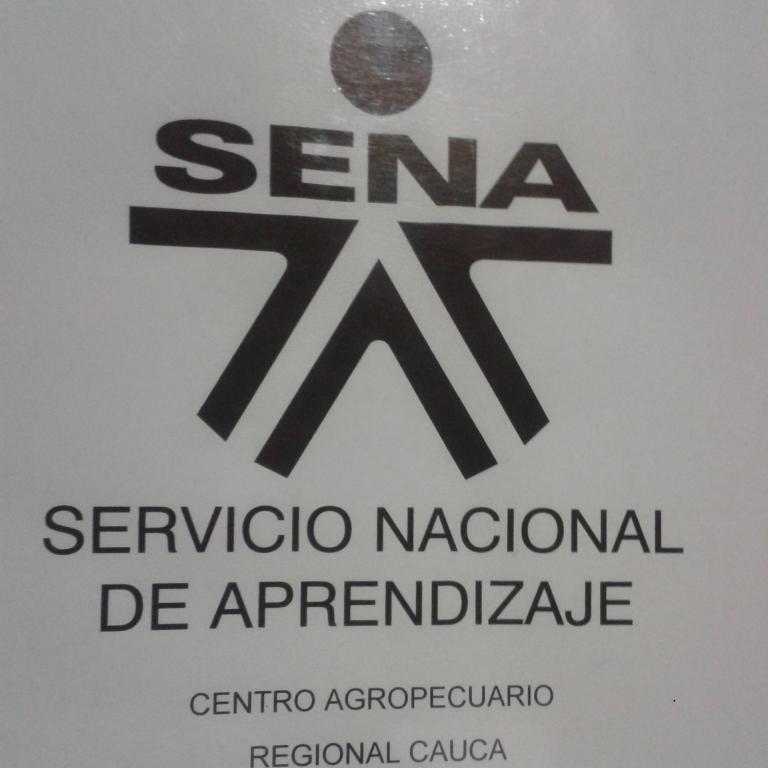 SENA
SERVICIO NACIONAL
DE APRENDIZAJE
CENTRO AGROPECUARIO
REGIONAL CAUCA